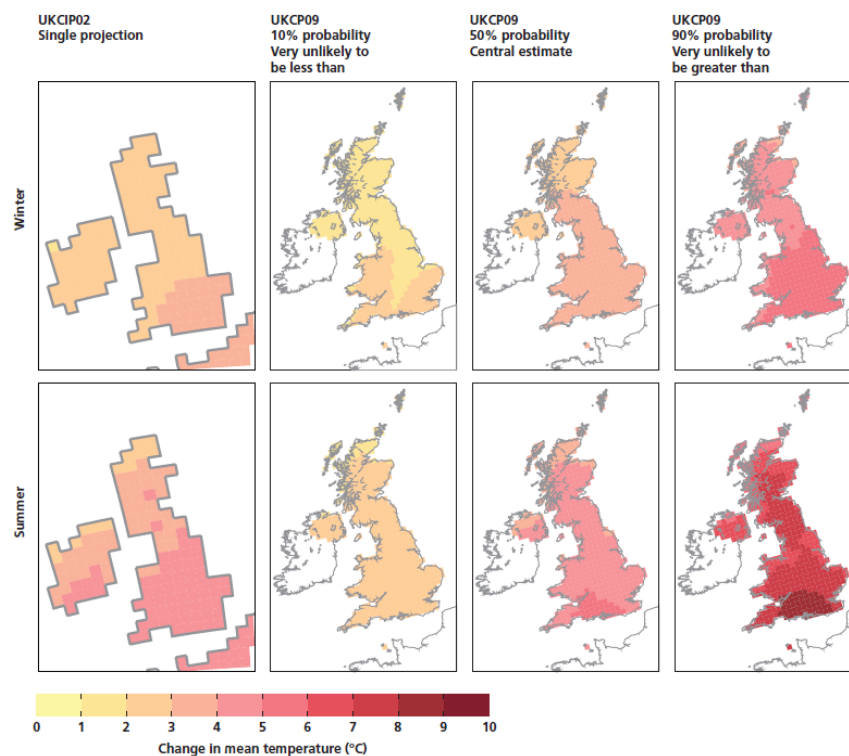 UKCIP02
Single projection
UKCP09
10% probability
Very unlikely to
be less than
UKCP09
50% probability
Central estimate
UKCP09
90% probability
Very unlikely to
be greater than
Winter
Summer
0 1 2 3 4 5 6 7 8 9 10
Change in mean temperature (°C)